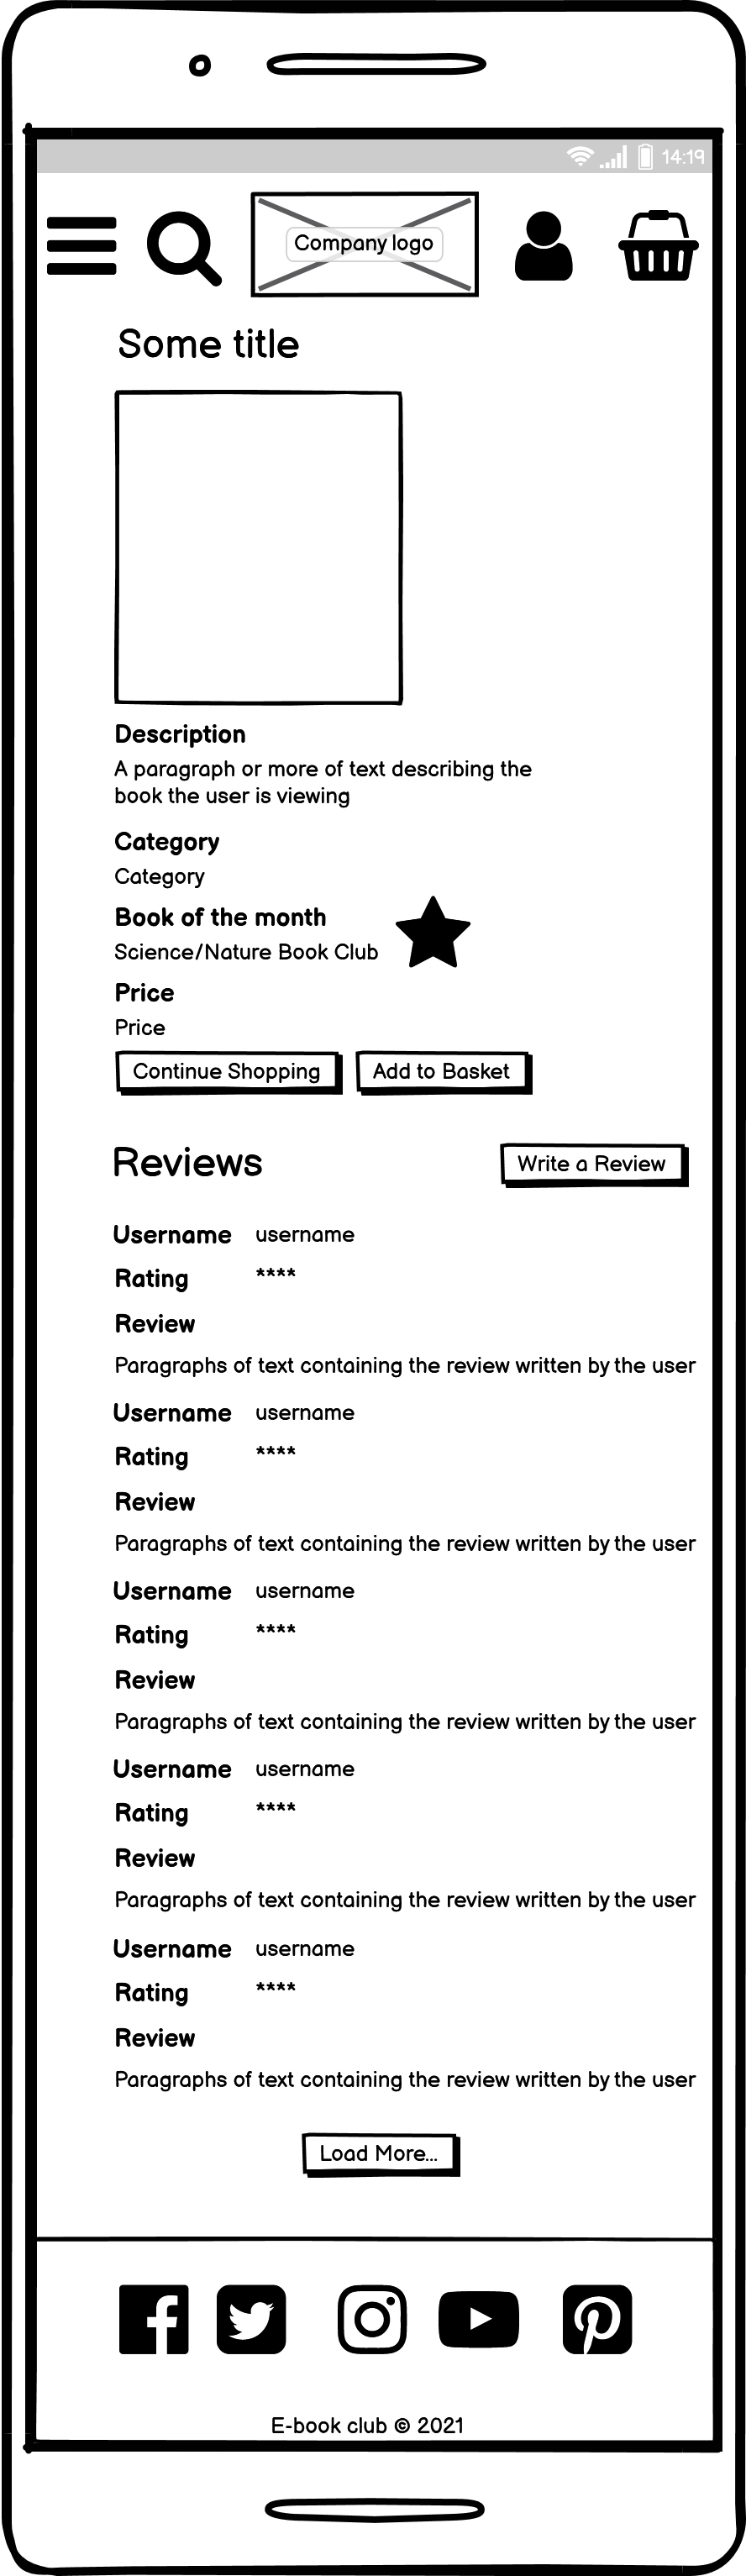 14:19
Company logo
Some title
Description
A paragraph or more of text describing the
book the user is viewing
Category
Category
Book of the month
Science/Nature Book Club
Price
Price
Continue Shopping Add to Basket
Reviews Write a Review
Username username
Rating ****
Review
Paragraphs of text containing the review written by the user
Username username
Rating ****
Review
Paragraphs of text containing the review written by the user
Username username
Rating ****
Review
Paragraphs of text containing the review written by the user
Username username
Rating ****
Review
Paragraphs of text containing the review written by the user
Username username
Rating ****
Review
Paragraphs of text containing the review written by the user
Load More...
E-book club © 2021